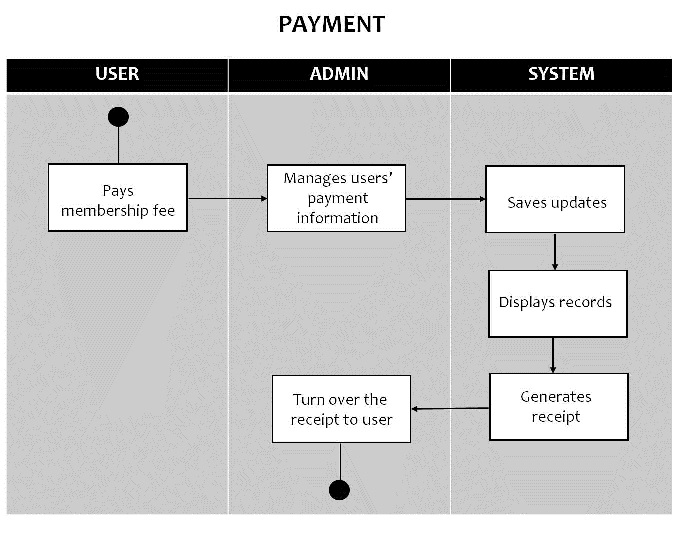 PAYMENT
USER
ADMIN
SYSTEM
Pays
membership fee
Manages users’
payment
information
Saves updates
Displays records
Generates
receipt
Turn over the
receipt to user